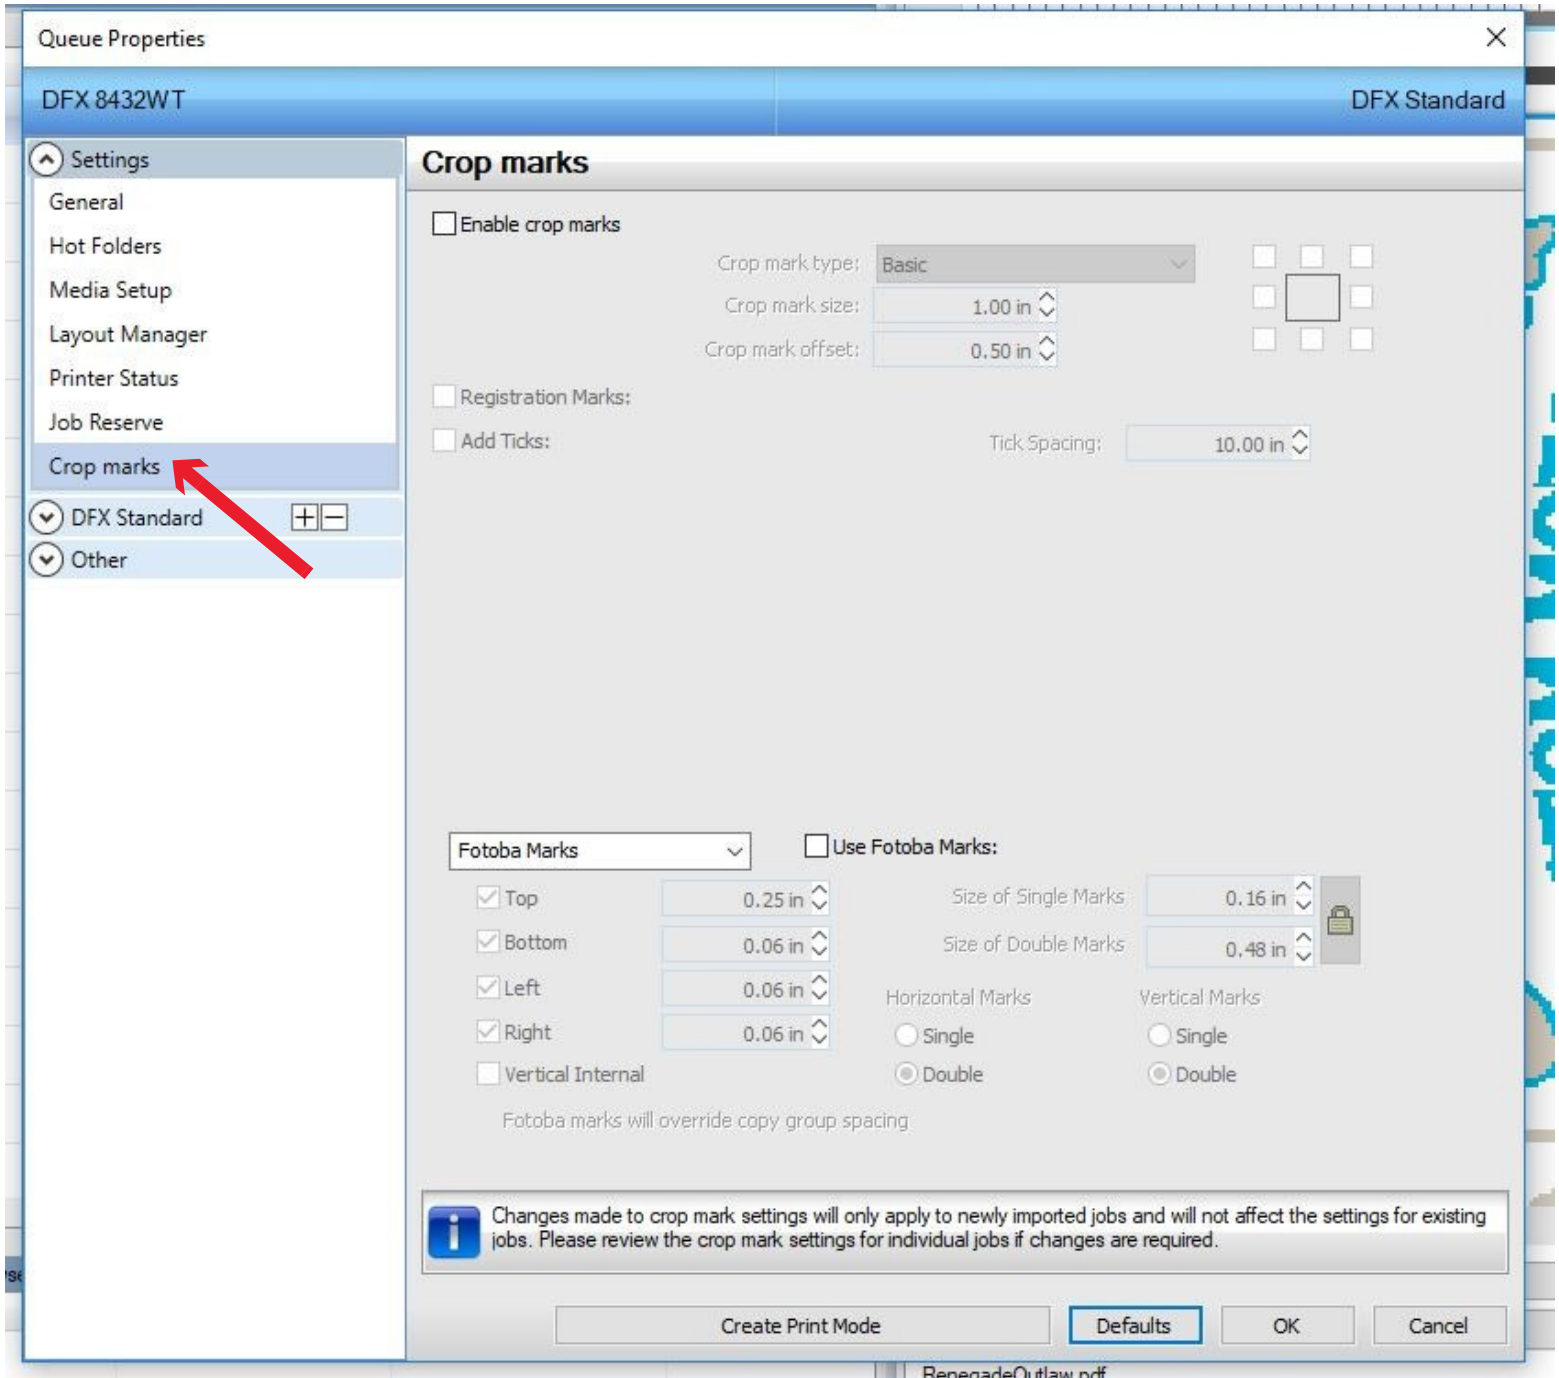 Queue Properties
DFX 8432WT
DFX Standard
Settings
General
Hot Folders
Media Setup
Layout Manager
Printer Status
Job Reserve
Crop marks
DFX Standard
Other
Crop marks
Enable crop marks
Crop mark type: Basic
Crop mark size: 1.00 in
Crop mark offset: 0.50 in
Registration Marks:
Add Ticks: Tick Spacing: 10.00 in
Fotoba Marks Use Fotoba Marks:
Top 0.25 in Size of Single Marks 0.16 in
Bottom 0.06 in Size of Double Marks 0.48 in
Left 0.06 in Horizontal Marks Vertical Marks
Right 0.06 in Single Single
Vertical Internal Double Double
Fotoba marks will override copy group spacing
Changes made to crop mark settings will only apply to newly imported jobs and will not affect the settings for existing
jobs. Please review the crop mark settings for individual jobs if changes are required.
Create Print Mode Defaults OK Cancel
RenegadeOutlaw.pdf